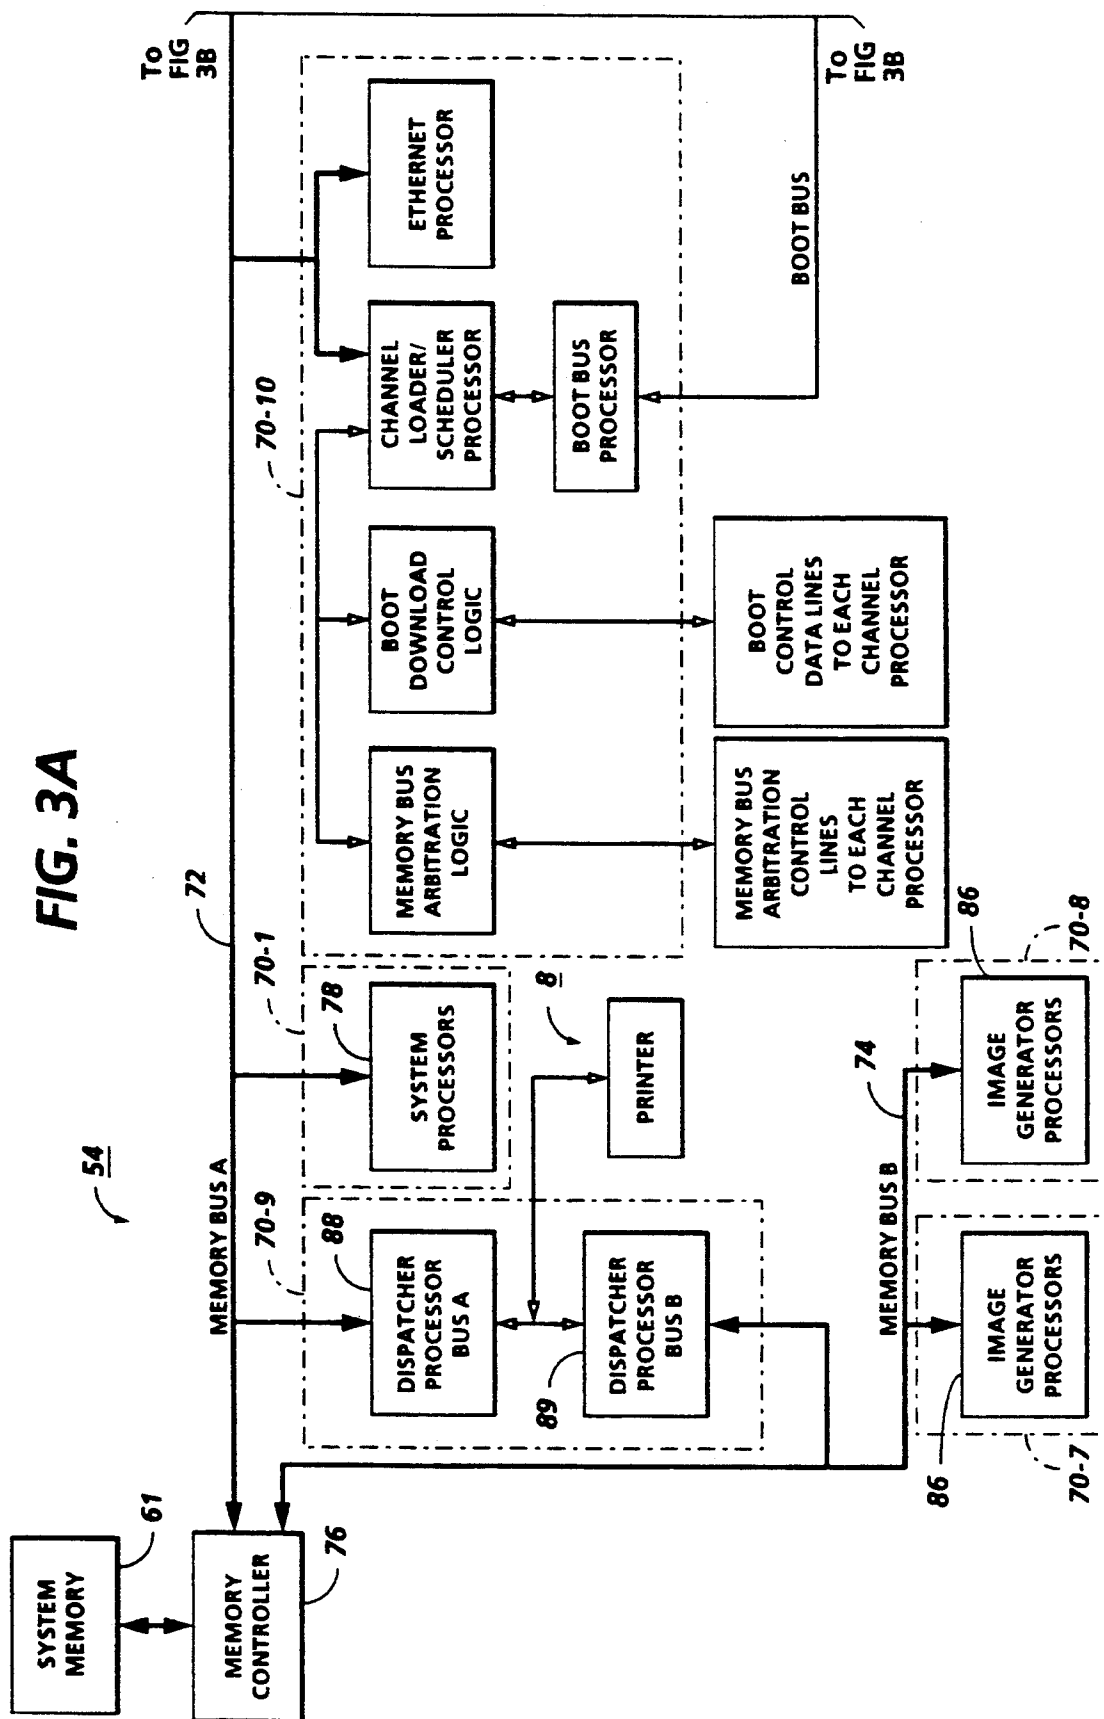 FIG. 3A
54
SYSTEM
MEMORY
61
MEMORY
CONTROLLER
76
MEMORY BUS A
72
To
FIG
3B
70-9
88
DISPATCHER
PROCESSOR
BUS A
89
DISPATCHER
PROCESSOR
BUS B
70-1
78
SYSTEM
PROCESSORS
8
PRINTER
70-10
MEMORY BUS
ARBITRATION
LOGIC
BOOT
DOWNLOAD
CONTROL
LOGIC
CHANNEL
LOADER/
SCHEDULER
PROCESSOR
ETHERNET
PROCESSOR
BOOT BUS
PROCESSOR
MEMORY BUS
ARBITRATION
CONTROL
LINES
TO EACH
CHANNEL
PROCESSOR
BOOT
CONTROL
DATA LINES
TO EACH
CHANNEL
PROCESSOR
BOOT BUS
To
FIG
3B
MEMORY BUS B
74
86
IMAGE
GENERATOR
PROCESSORS
70-7
86
IMAGE
GENERATOR
PROCESSORS
70-8